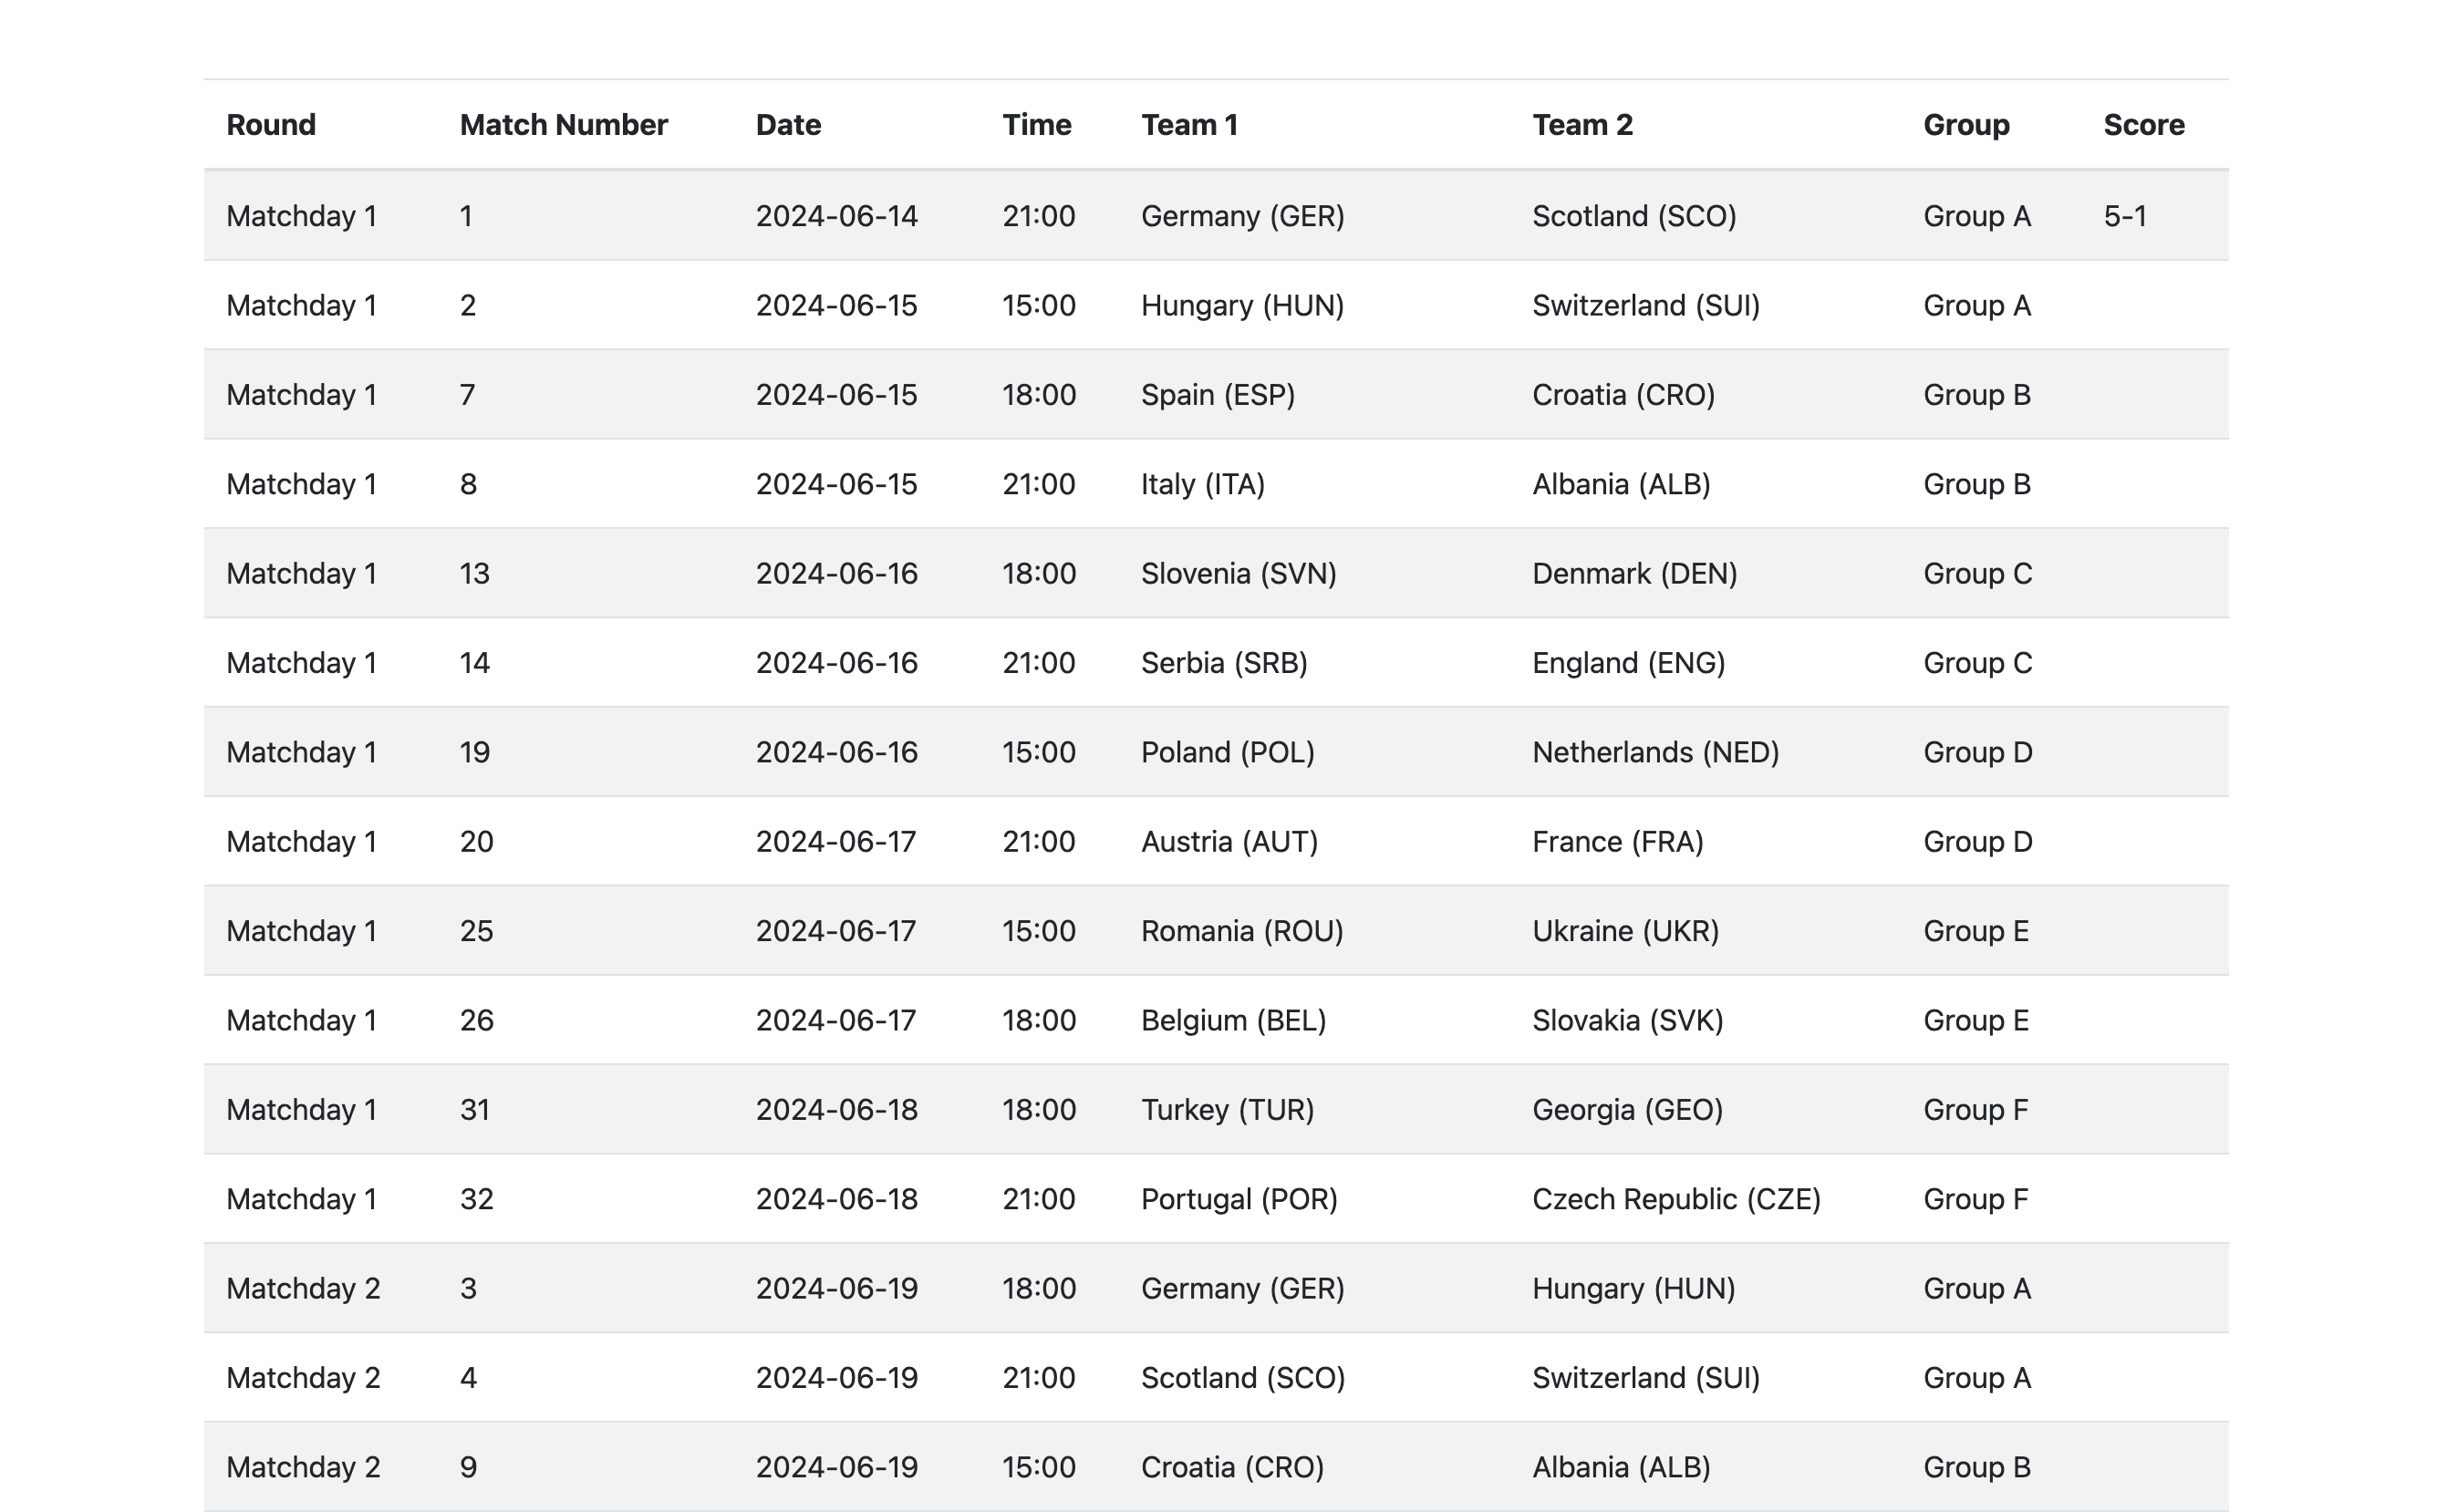 Round Match Number Date Time Team 1 Team 2 Group Score
Matchday 1 1 2024-06-14 21:00 Germany (GER) Scotland (SCO) Group A 5-1
Matchday 1 2 2024-06-15 15:00 Hungary (HUN) Switzerland (SUI) Group A
Matchday 1 7 2024-06-15 18:00 Spain (ESP) Croatia (CRO) Group B
Matchday 1 8 2024-06-15 21:00 Italy (ITA) Albania (ALB) Group B
Matchday 1 13 2024-06-16 18:00 Slovenia (SVN) Denmark (DEN) Group C
Matchday 1 14 2024-06-16 21:00 Serbia (SRB) England (ENG) Group C
Matchday 1 19 2024-06-16 15:00 Poland (POL) Netherlands (NED) Group D
Matchday 1 20 2024-06-17 21:00 Austria (AUT) France (FRA) Group D
Matchday 1 25 2024-06-17 15:00 Romania (ROU) Ukraine (UKR) Group E
Matchday 1 26 2024-06-17 18:00 Belgium (BEL) Slovakia (SVK) Group E
Matchday 1 31 2024-06-18 18:00 Turkey (TUR) Georgia (GEO) Group F
Matchday 1 32 2024-06-18 21:00 Portugal (POR) Czech Republic (CZE) Group F
Matchday 2 3 2024-06-19 18:00 Germany (GER) Hungary (HUN) Group A
Matchday 2 4 2024-06-19 21:00 Scotland (SCO) Switzerland (SUI) Group A
Matchday 2 9 2024-06-19 15:00 Croatia (CRO) Albania (ALB) Group B